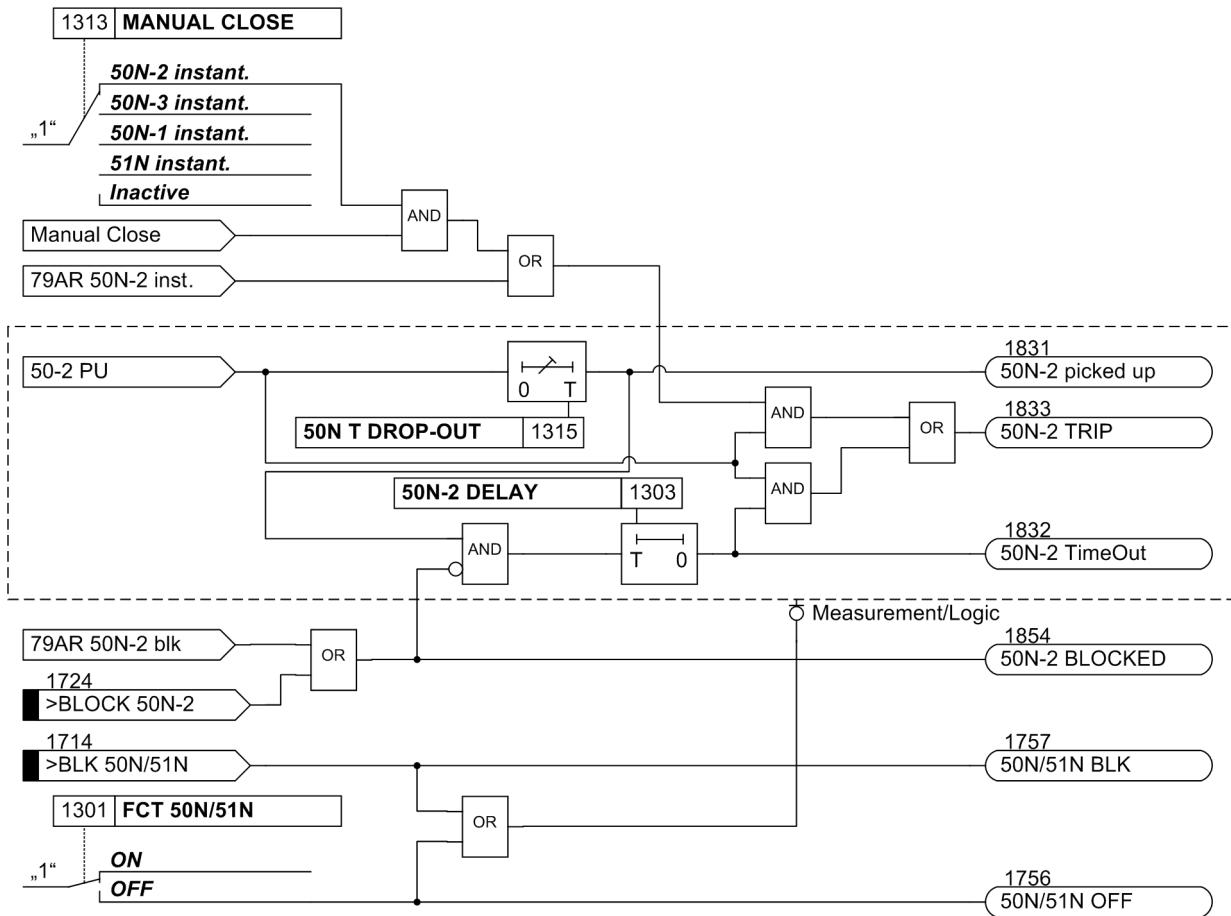 1313 MANUAL CLOSE
50N-2 instant.
50N-3 instant.
„1“
50N-1 instant.
51N instant.
Inactive
AND
Manual Close
OR
79AR 50N-2 inst.
50-2 PU
0 T
1831
50N-2 picked up
50N T DROP-OUT 1315
AND
OR
1833
50N-2 TRIP
50N-2 DELAY 1303
AND
AND
T 0
1832
50N-2 TimeOut
Measurement/Logic
79AR 50N-2 blk
OR
1854
50N-2 BLOCKED
1724
>BLOCK 50N-2
1714
>BLK 50N/51N
1757
50N/51N BLK
1301 FCT 50N/51N
OR
„1“
ON
OFF
1756
50N/51N OFF